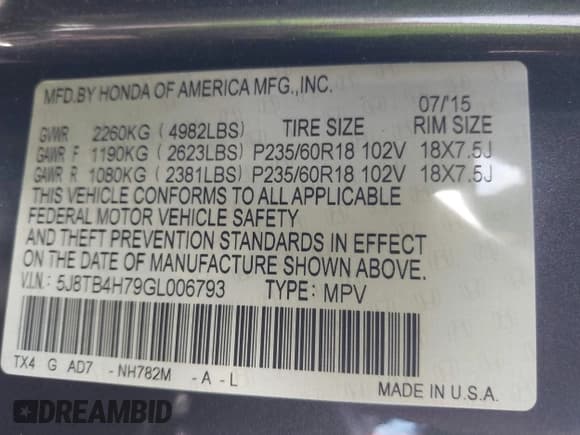 MFD.BY HONDA OF AMERICA MFG.,INC. 07/15
GVWR 2260KG ( 4982LBS) TIRE SIZE RIM SIZE
GAWR F 1190KG ( 2623LBS) P235/60R18 102V 18X7.5J
GAWR R 1080KG ( 2381LBS) P235/60R18 102V 18X7.5J
THIS VEHICLE CONFORMS TO ALL APPLICABLE
FEDERAL MOTOR VEHICLE SAFETY
AND THEFT PREVENTION STANDARDS IN EFFECT
ON THE DATE OF MANUFACTURE SHOWN ABOVE.
V.I.N.: 5J8TB4H79GL006793 TYPE: MPV
TX4 G AD7 -NH782M -A-L
MADE IN U.S.A.
DREAMBID